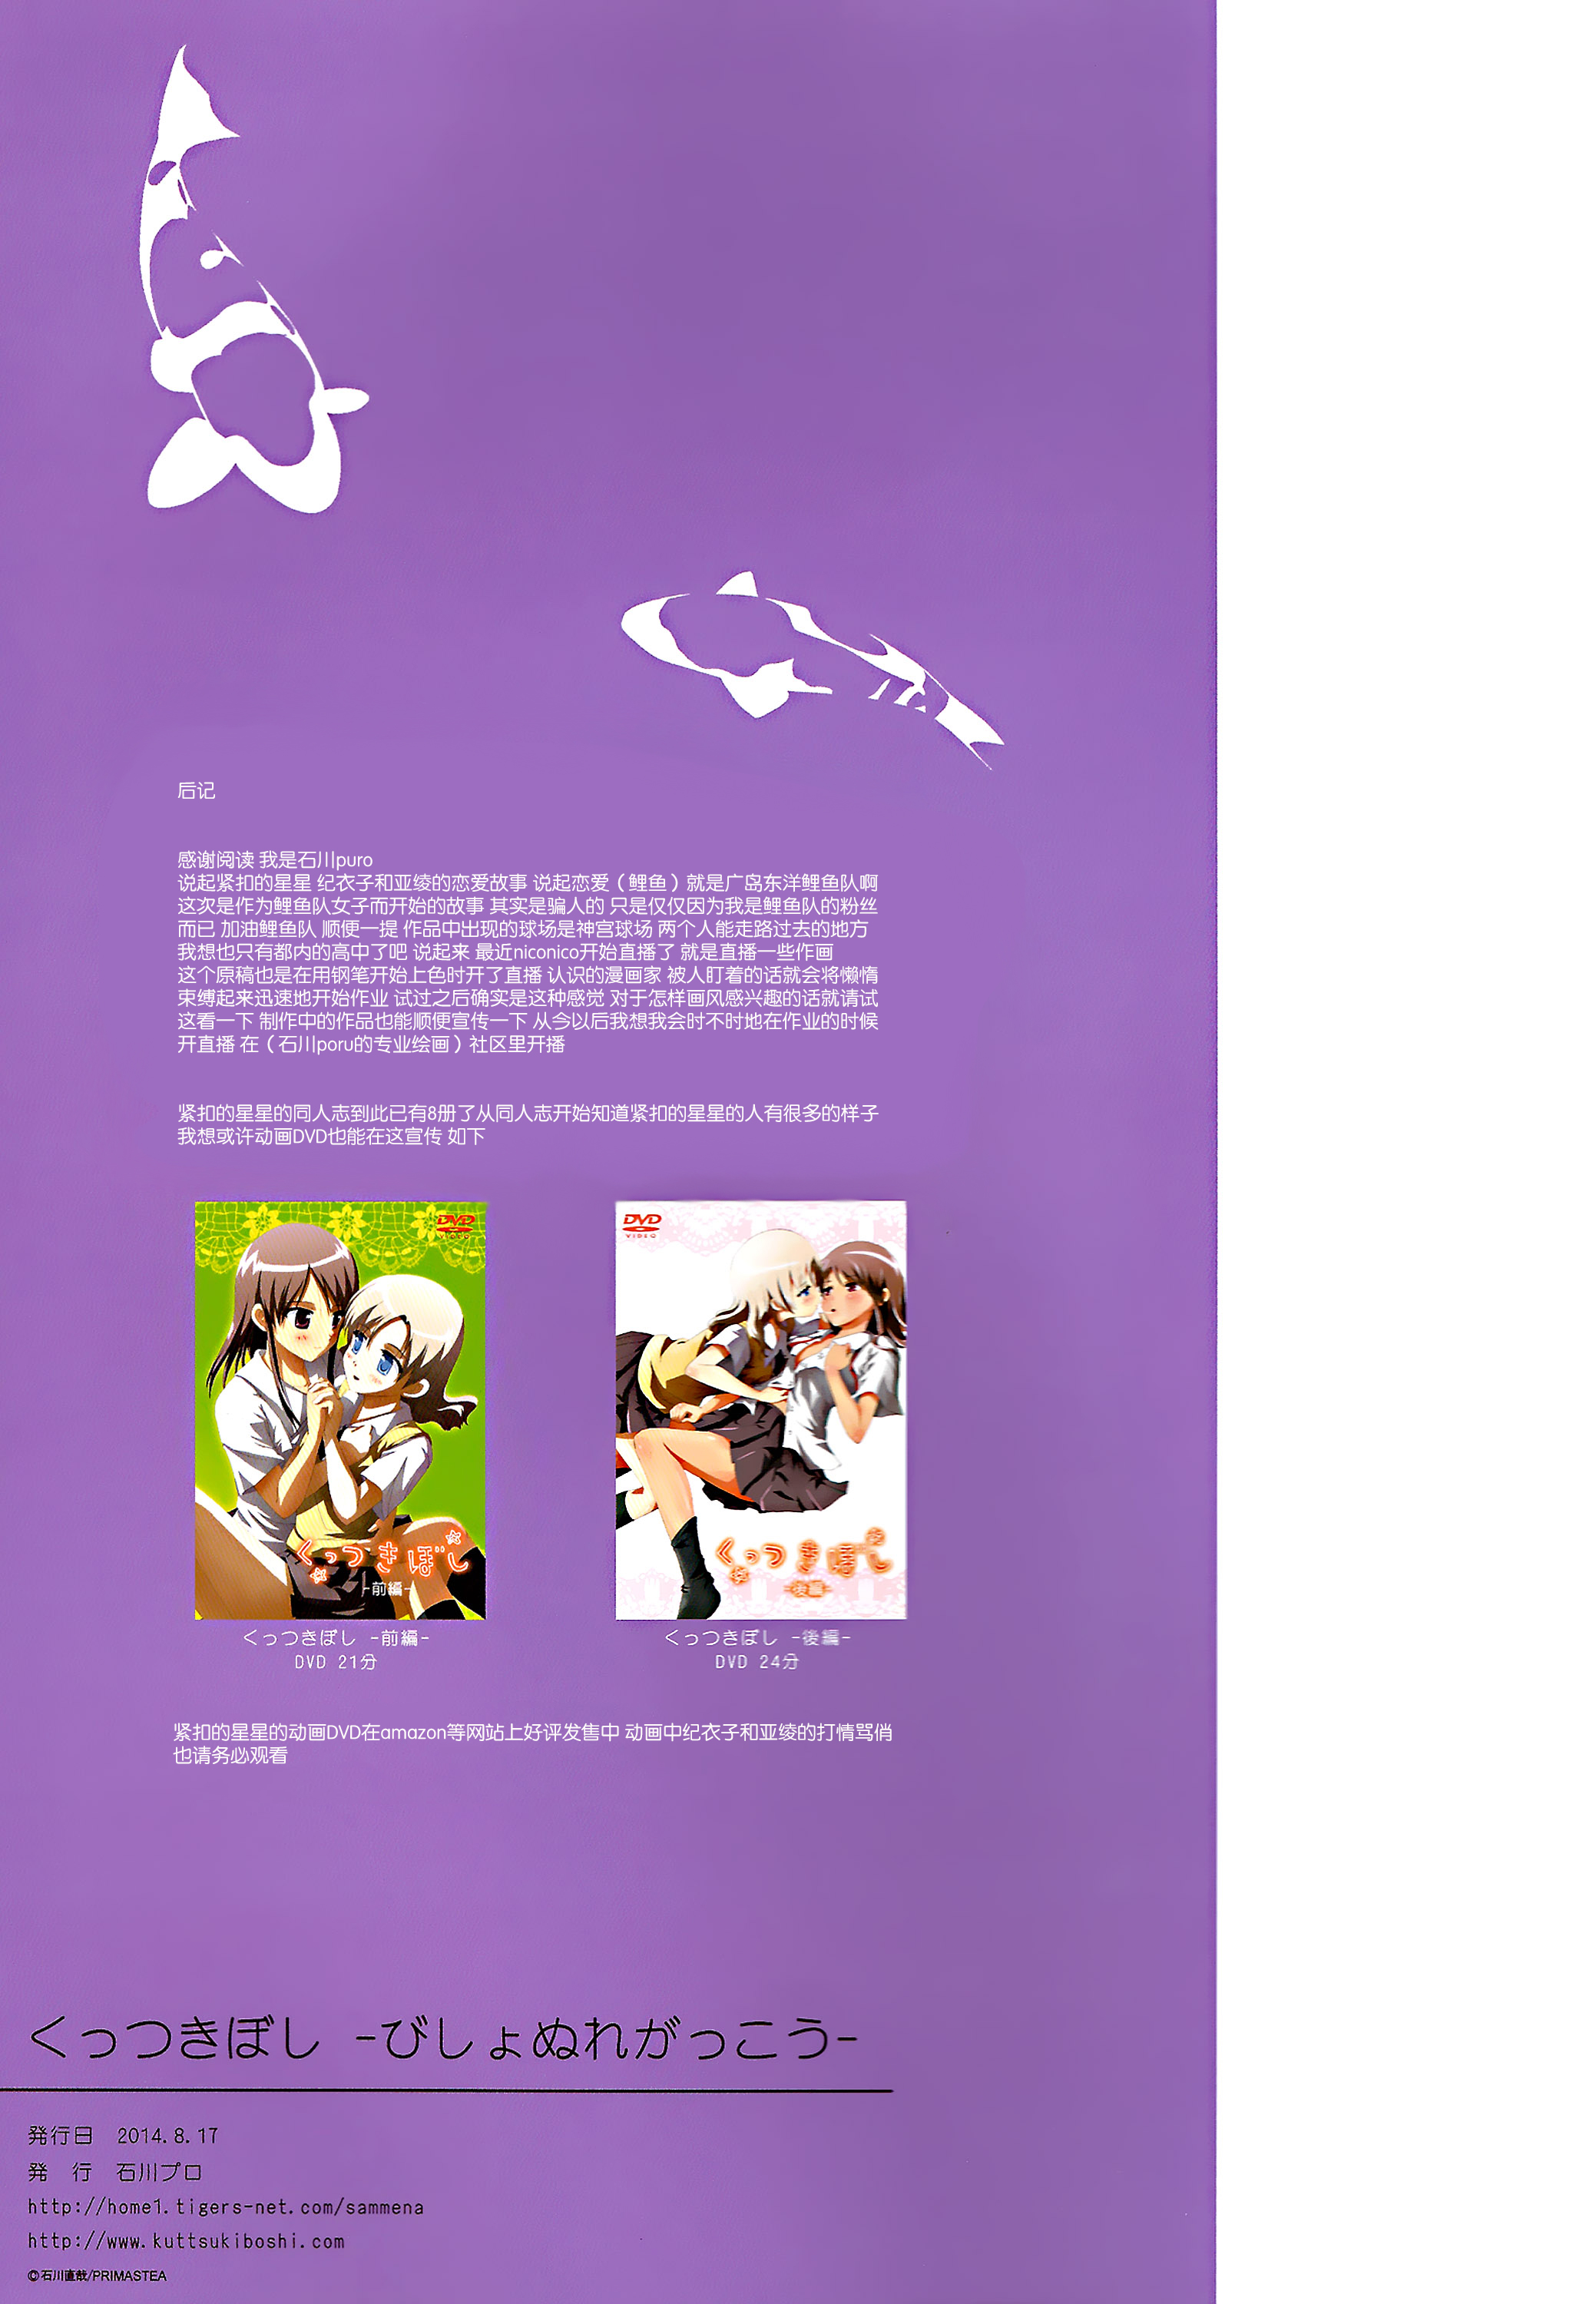 后记
感谢阅读 我是石川puro
说起紧扣的星星 纪衣子和亚绫的恋爱故事 说起恋爱（鲤鱼）就是广岛东洋鲤鱼队啊
这次是作为鲤鱼队女子而开始的故事 其实是骗人的 只是仅仅因为我是鲤鱼队的粉丝
而已 加油鲤鱼队 顺便一提 作品中出现的球场是神宫球场 两个人能走路过去的地方
我想也只有都内的高中了吧 说起来 最近niconico开始直播了 就是直播一些作画
这个原稿也是在用钢笔开始上色时开了直播 认识的漫画家 被人盯着的话就会将懒惰
束缚起来迅速地开始作业 试过之后确实是这种感觉 对于怎样画风感兴趣的话就请试
这看一下 制作中的作品也能顺便宣传一下 从今以后我想我会时不时地在作业的时候
开直播 在（石川poru的专业绘画）社区里开播
紧扣的星星的同人志到此已有8册了从同人志开始知道紧扣的星星的人有很多的样子
我想或许动画DVD也能在这宣传 如下
DVD
VIDEO
くっつきぼし
-前編-
くっつきぼし -前編-
DVD 21分
DVD
VIDEO
くっつきぼし
-後編-
くっつきぼし -後編-
DVD 24分
紧扣的星星的动画DVD在amazon等网站上好评发售中 动画中纪衣子和亚绫的打情骂俏
也请务必观看
くっつきぼし -びしょぬれがっこう-
発行日 2014.8.17
発 行 石川プロ
http://home1.tigers-net.com/sammena
http://www.kuttsukiboshi.com
©石川直哉/PRIMASTEA